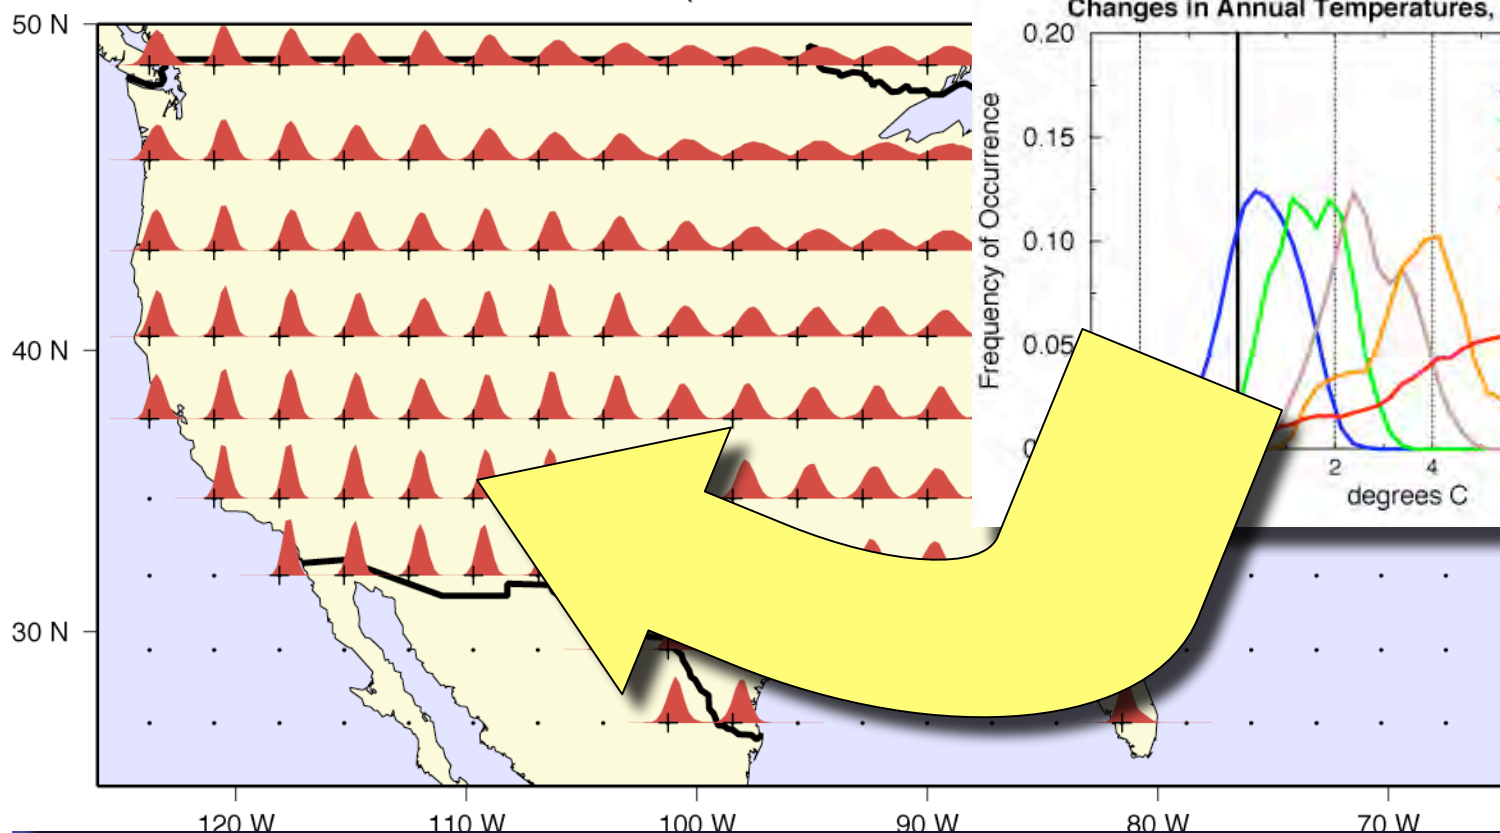 Changes in Annual Temperatures,
50 N
40 N
30 N
120 W
110 W
100 W
90 W
80 W
70 W
Frequency of Occurrence
0.20
0.15
0.10
0.05
2
4
degrees C